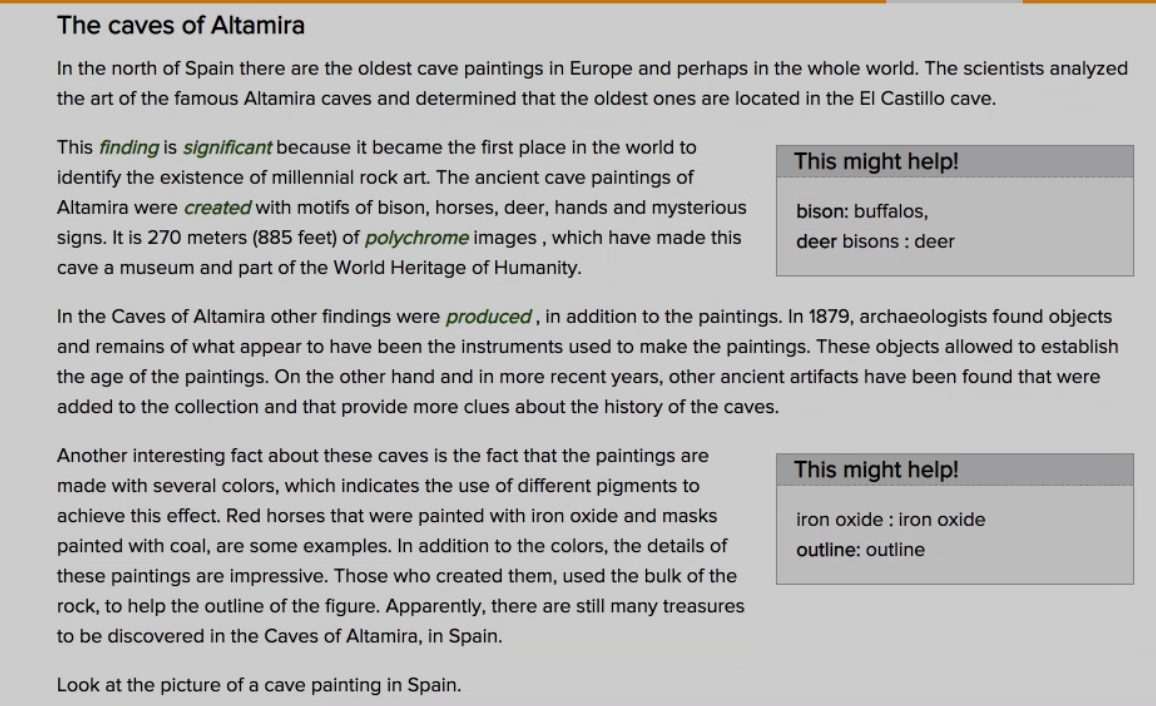 The caves of Altamira
In the north of Spain there are the oldest cave paintings in Europe and perhaps in the whole world. The scientists analyzed
the art of the famous Altamira caves and determined that the oldest ones are located in the El Castillo cave.
This finding is significant because it became the first place in the world to
identify the existence of millennial rock art. The ancient cave paintings of
Altamira were created with motifs of bison, horses, deer, hands and mysterious
signs. It is 270 meters (885 feet) of polychrome images , which have made this
cave a museum and part of the World Heritage of Humanity.
This might help!
bison: buffalos,
deer bisons : deer
In the Caves of Altamira other findings were produced , in addition to the paintings. In 1879, archaeologists found objects
and remains of what appear to have been the instruments used to make the paintings. These objects allowed to establish
the age of the paintings. On the other hand and in more recent years, other ancient artifacts have been found that were
added to the collection and that provide more clues about the history of the caves.
Another interesting fact about these caves is the fact that the paintings are
made with several colors, which indicates the use of different pigments to
achieve this effect. Red horses that were painted with iron oxide and masks
painted with coal, are some examples. In addition to the colors, the details of
these paintings are impressive. Those who created them, used the bulk of the
rock, to help the outline of the figure. Apparently, there are still many treasures
to be discovered in the Caves of Altamira, in Spain.
This might help!
iron oxide : iron oxide
outline: outline
Look at the picture of a cave painting in Spain.